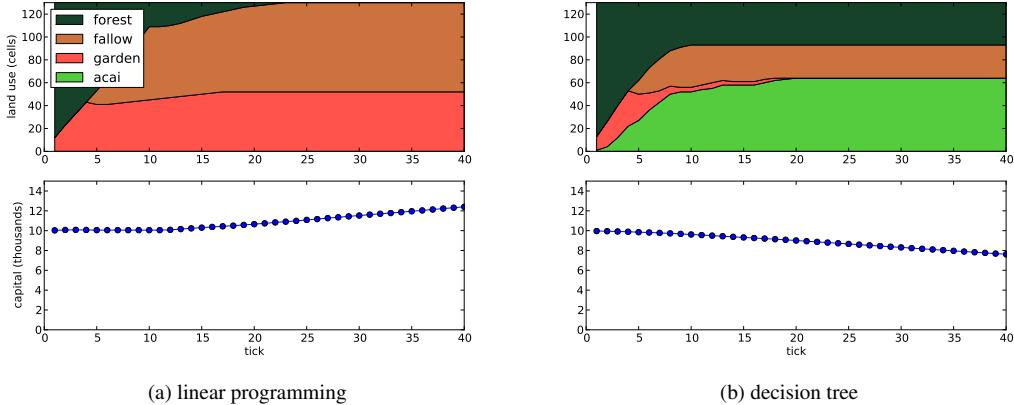 120
100
80
60
40
20
0
land use (cells)
forest
fallow
garden
acai
0 5 10 15 20 25 30 35 40
14
12
10
8
6
4
2
0
capital (thousands)
0 5 10 15 20 25 30 35 40
tick
(a) linear programming
120
100
80
60
40
20
0
0 5 10 15 20 25 30 35 40
14
12
10
8
6
4
2
0
0 5 10 15 20 25 30 35 40
tick
(b) decision tree